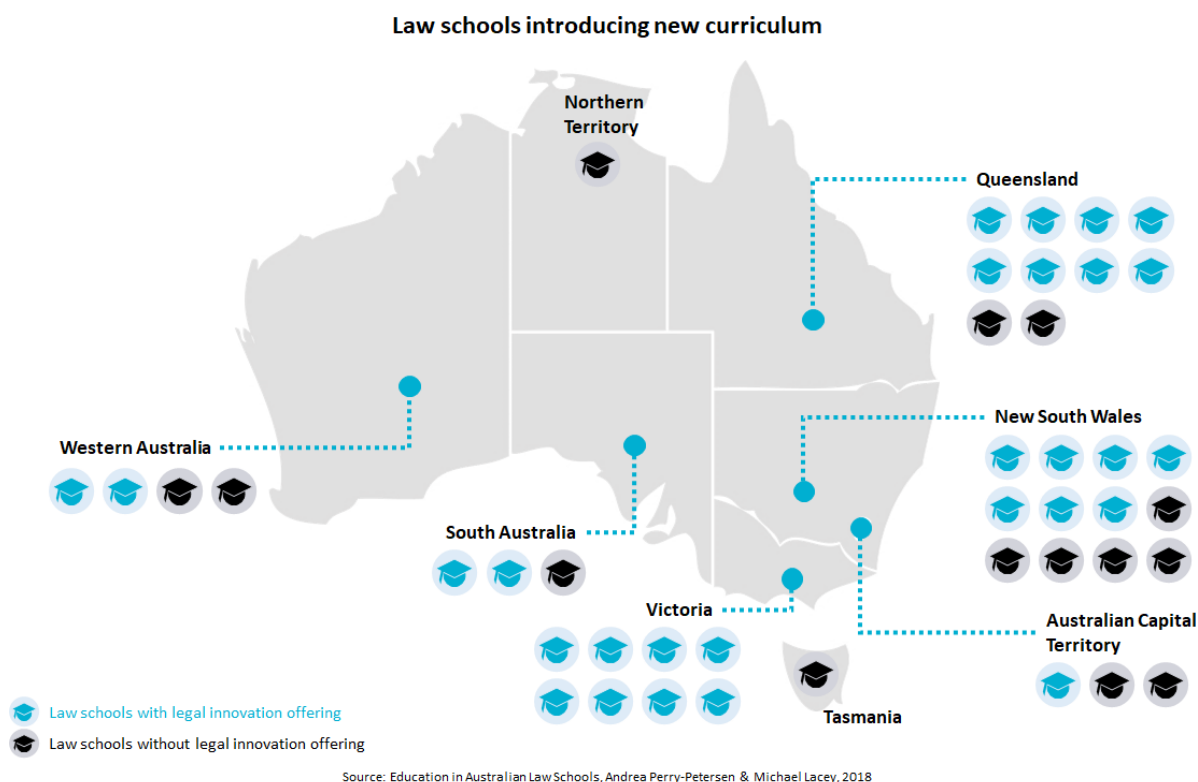 Law schools introducing new curriculum
Northern
Territory
Queensland
New South Wales
Western Australia
South Australia
Victoria
Australian Capital
Territory
Tasmania
Law schools with legal innovation offering
Law schools without legal innovation offering
Source: Education in Australian Law Schools, Andrea Perry-Petersen & Michael Lacey, 2018